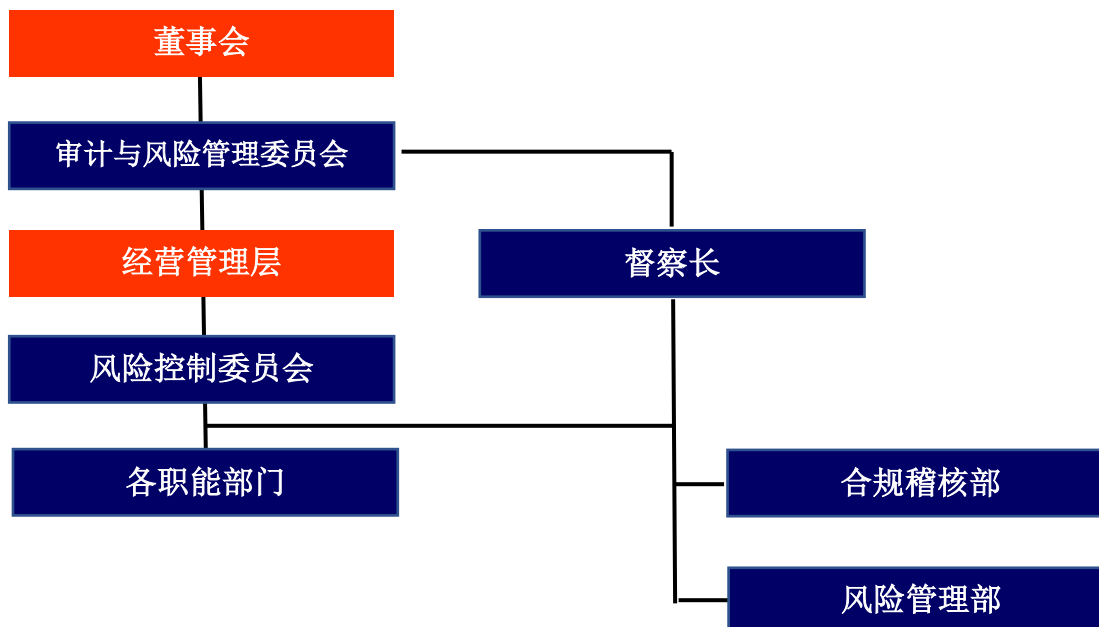 董事会
审计与风险管理委员会
经营管理层
督察长
风险控制委员会
各职能部门
合规稽核部
风险管理部